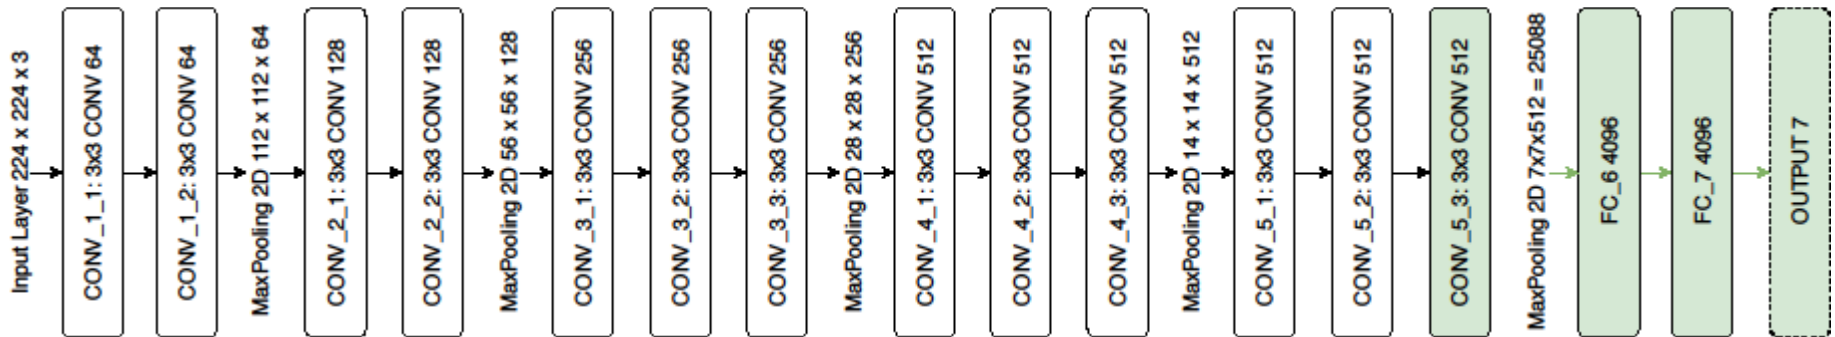 Input Layer 224 x 224 x 3
CONV_1_1: 3x3 CONV 64
CONV_1_2: 3x3 CONV 64
MaxPooling 2D 112 x 112 x 64
CONV_2_1: 3x3 CONV 128
CONV_2_2: 3x3 CONV 128
MaxPooling 2D 56 x 56 x 128
CONV_3_1: 3x3 CONV 256
CONV_3_2: 3x3 CONV 256
CONV_3_3: 3x3 CONV 256
MaxPooling 2D 28 x 28 x 256
CONV_4_1: 3x3 CONV 512
CONV_4_2: 3x3 CONV 512
CONV_4_3: 3x3 CONV 512
MaxPooling 2D 14 x 14 x 512
CONV_5_1: 3x3 CONV 512
CONV_5_2: 3x3 CONV 512
CONV_5_3: 3x3 CONV 512
MaxPooling 2D 7x7x512 = 25088
FC_6 4096
FC_7 4096
OUTPUT 7